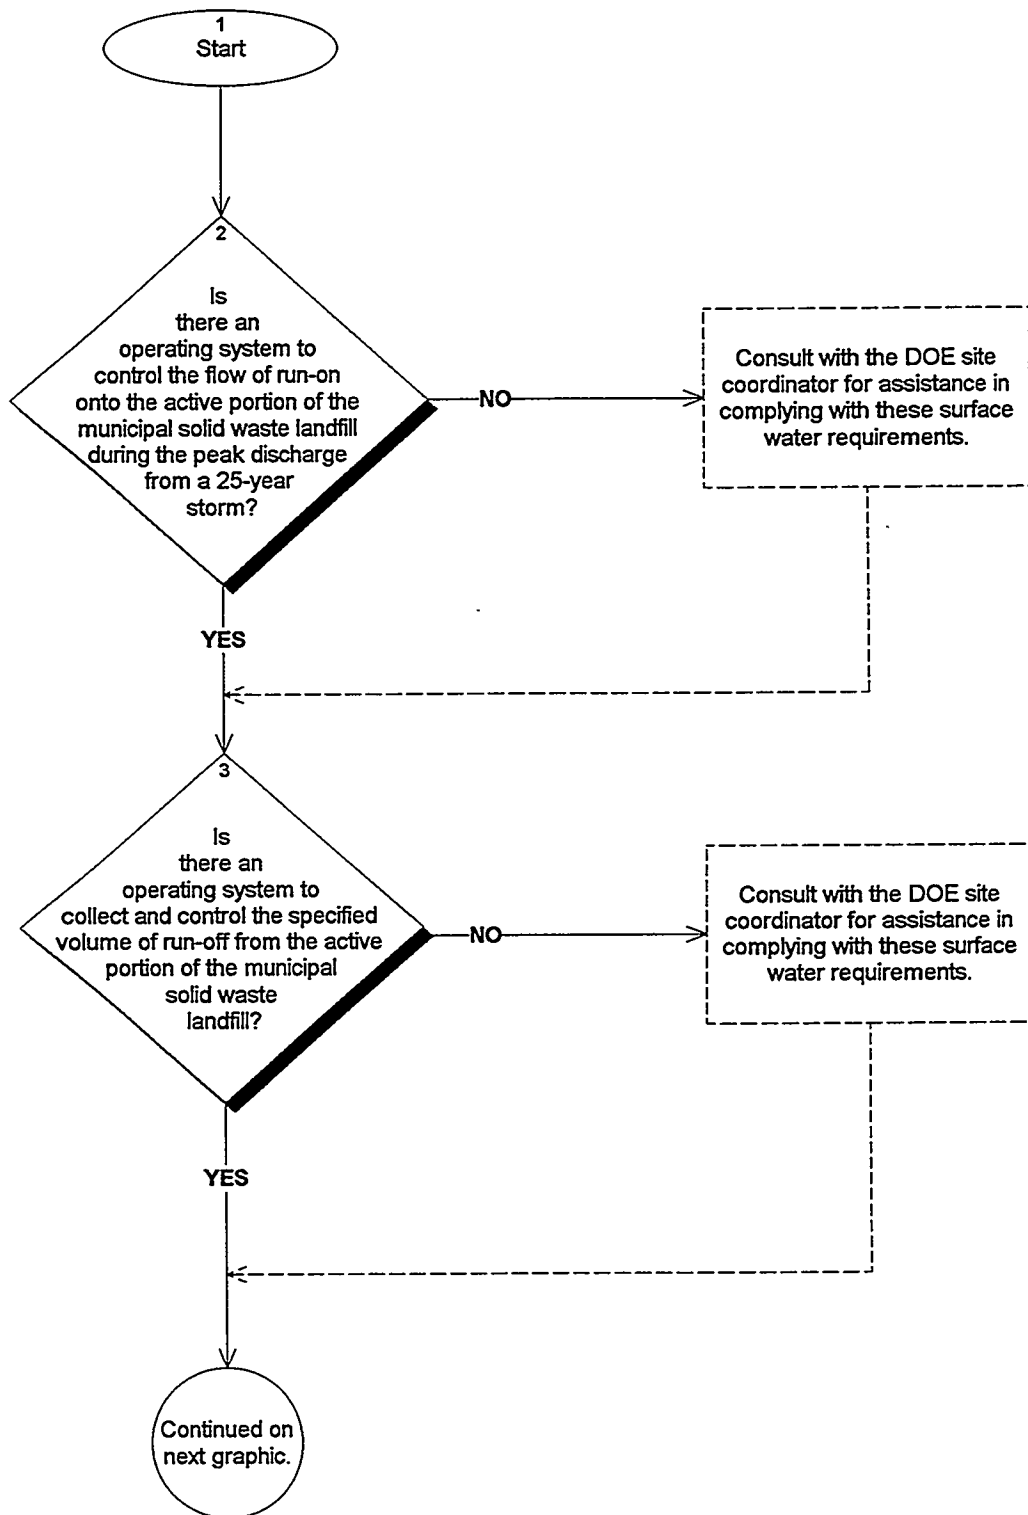 1
Start
2
Is
there an
operating system to
control the flow of run-on
onto the active portion of the
municipal solid waste landfill
during the peak discharge
from a 25-year
storm?
NO
Consult with the DOE site
coordinator for assistance in
complying with these surface
water requirements.
YES
3
Is
there an
operating system to
collect and control the specified
volume of run-off from the active
portion of the municipal
solid waste
landfill?
NO
Consult with the DOE site
coordinator for assistance in
complying with these surface
water requirements.
YES
Continued on
next graphic.